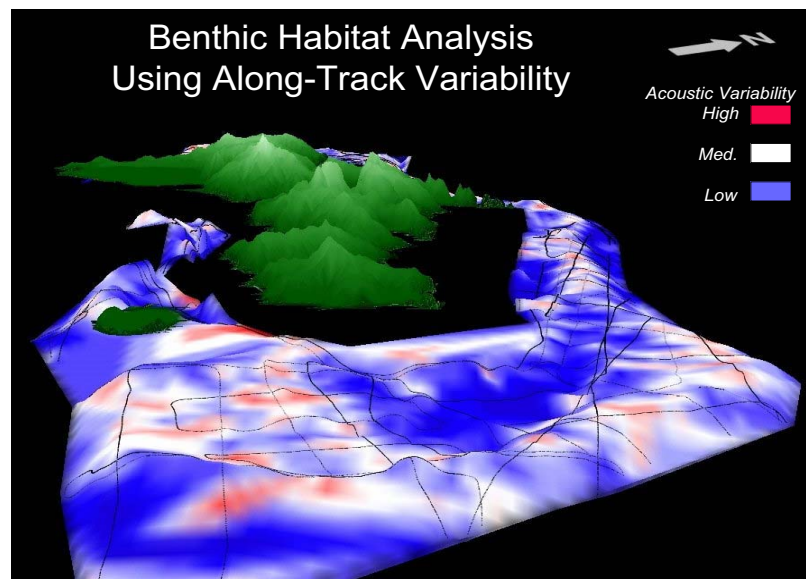 Benthic Habitat Analysis
Using Along-Track Variability
N
Acoustic Variability
High
Med.
Low